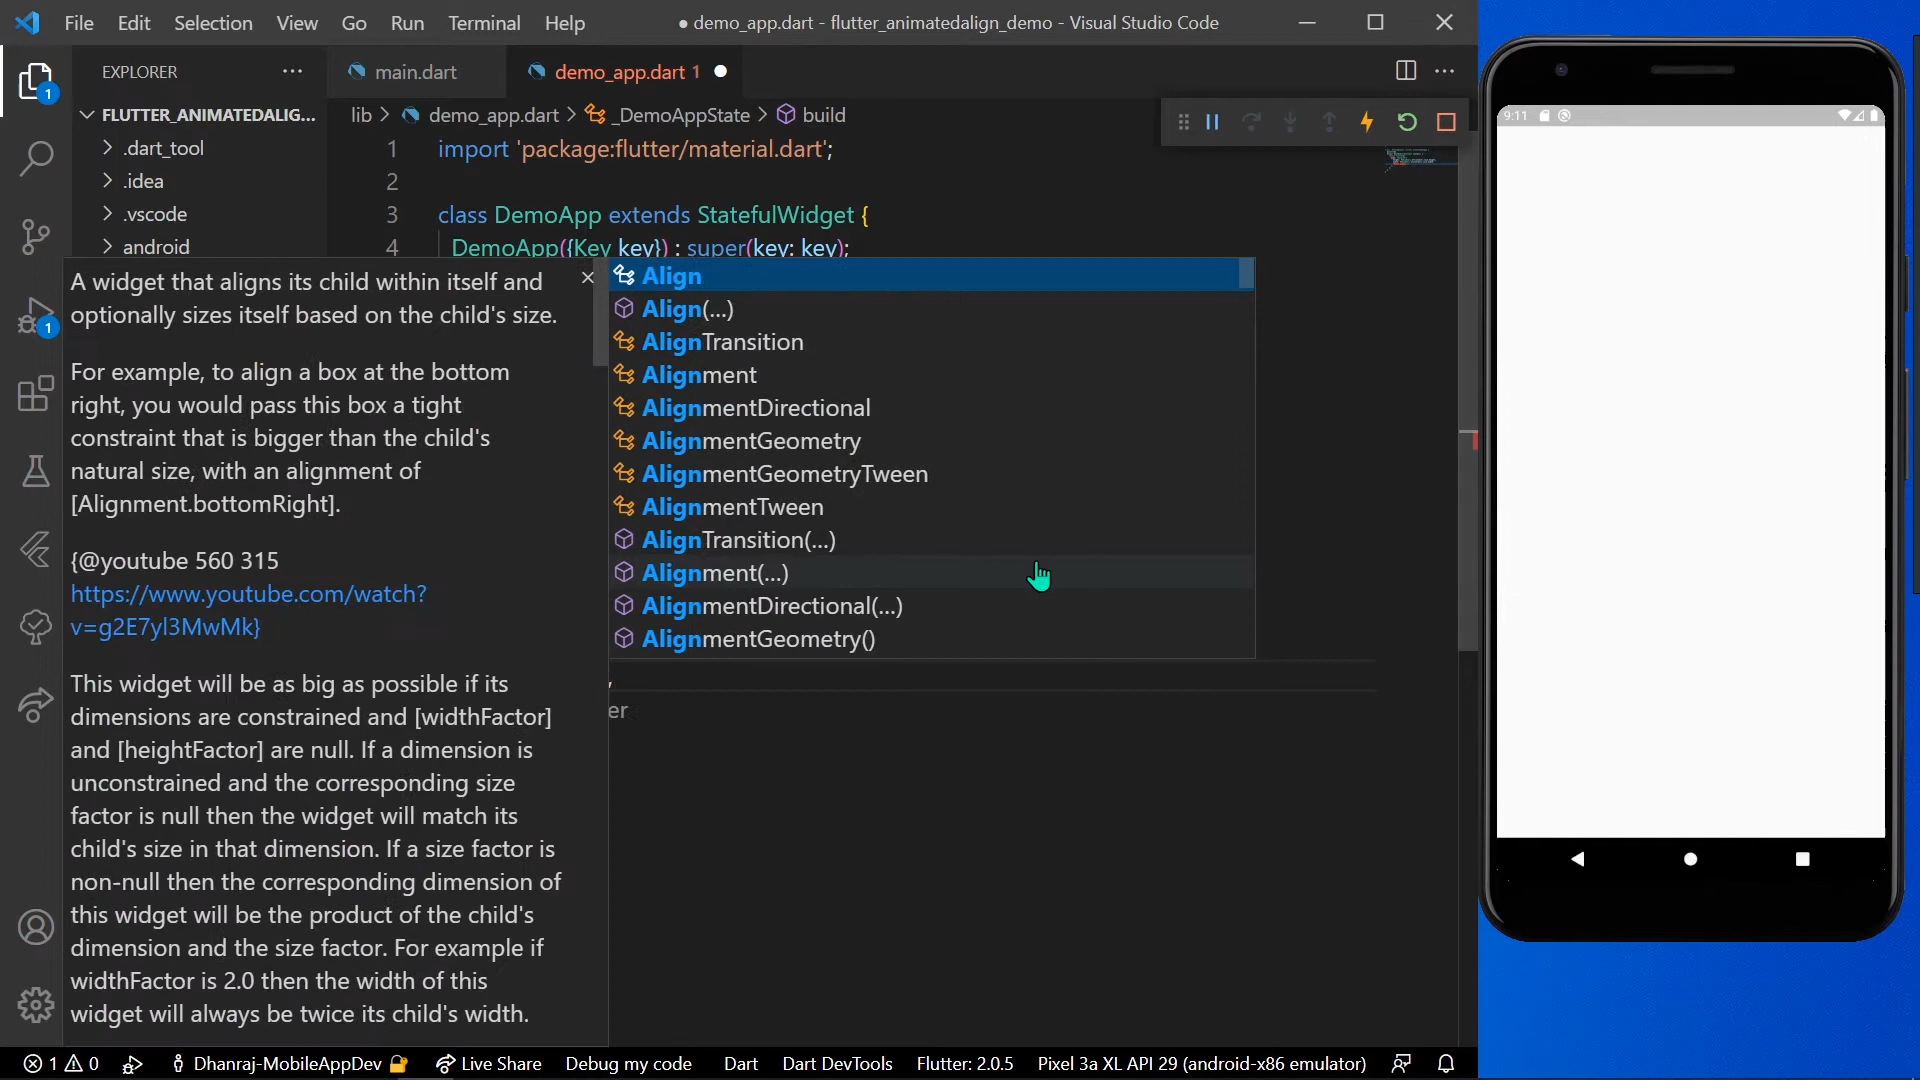 File Edit Selection View Go Run Terminal Help
● demo_app.dart - flutter_animatedalign_demo - Visual Studio Code
EXPLORER
main.dart
demo_app.dart 1
FLUTTER_ANIMATEDALIG...
.dart_tool
.idea
.vscode
android
1
1
lib > demo_app.dart > _DemoAppState > build
1 import 'package:flutter/material.dart';
2
3 class DemoApp extends StatefulWidget {
4 DemoApp({Key key}) : super(key: key);
A widget that aligns its child within itself and
optionally sizes itself based on the child's size.
For example, to align a box at the bottom
right, you would pass this box a tight
constraint that is bigger than the child's
natural size, with an alignment of
[Alignment.bottomRight].
{@youtube 560 315
https://www.youtube.com/watch?
v=g2E7yl3MwMk}
This widget will be as big as possible if its
dimensions are constrained and [widthFactor]
and [heightFactor] are null. If a dimension is
unconstrained and the corresponding size
factor is null then the widget will match its
child's size in that dimension. If a size factor is
non-null then the corresponding dimension of
this widget will be the product of the child's
dimension and the size factor. For example if
widthFactor is 2.0 then the width of this
widget will always be twice its child's width.
Align
Align(...)
AlignTransition
Alignment
AlignmentDirectional
AlignmentGeometry
AlignmentGeometryTween
AlignmentTween
AlignTransition(...)
Alignment(...)
AlignmentDirectional(...)
AlignmentGeometry()
,
er
9:11
1 0 Dhanraj-MobileAppDev Live Share Debug my code Dart Dart DevTools Flutter: 2.0.5 Pixel 3a XL API 29 (android-x86 emulator)